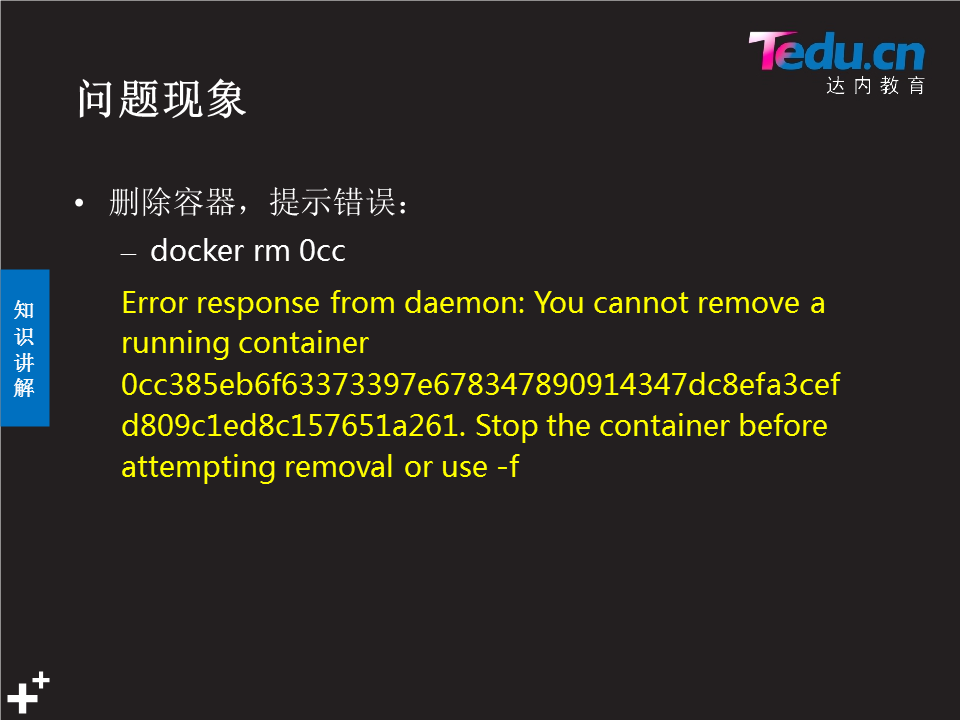 Tedu.cn
达内教育
问题现象
• 删除容器，提示错误：
– docker rm 0cc
Error response from daemon: You cannot remove a
running container
0cc385eb6f63373397e678347890914347dc8efa3cef
d809c1ed8c157651a261. Stop the container before
attempting removal or use -f
知
识
讲
解